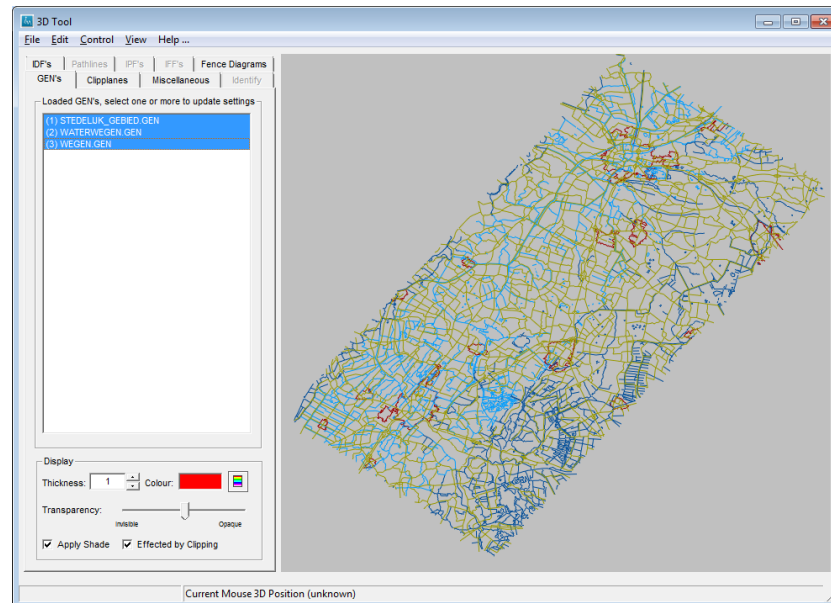 3D Tool
File Edit Control View Help ...
IDF's Pathlines IPF's IFF's Fence Diagrams
GEN's Clipplanes Miscellaneous Identify
Loaded GEN's, select one or more to update settings
(1) STEDELIJK_GEBIED.GEN
(2) WATERWEGEN.GEN
(3) WEGEN.GEN
Display
Thickness: 1 Colour:
Transparency:
Invisible Opaque
Apply Shade Effected by Clipping
Current Mouse 3D Position (unknown)